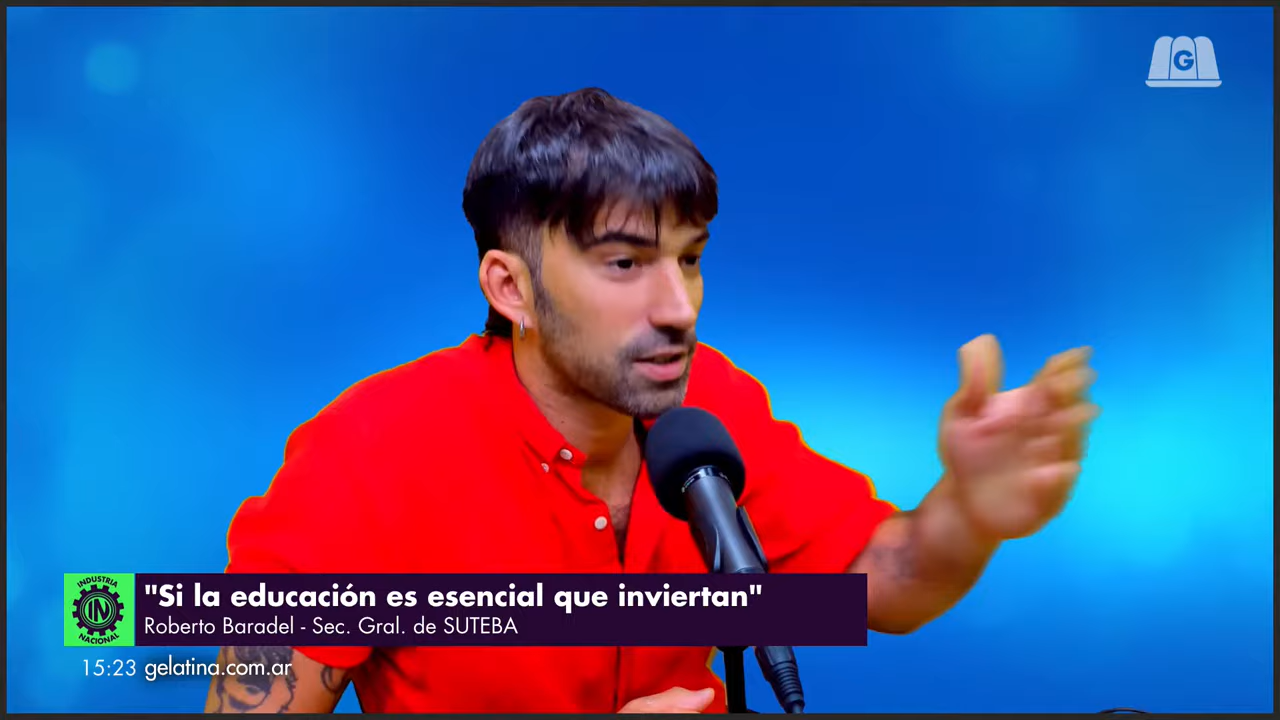 G
"Si la educación es esencial que inviertan"
Roberto Baradel - Sec. Gral. de SUTEBA
INDUSTRIA
IN
NACIONAL
15:23 gelatina.com.ar